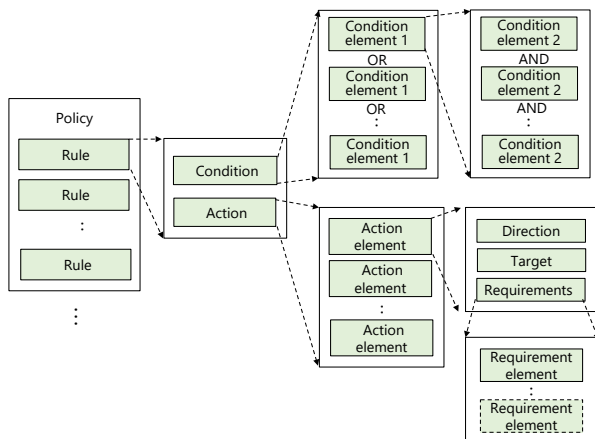 Policy
Rule
Rule
⋮
Rule
⋮
Condition
Action
Condition
element 1
OR
Condition
element 1
OR
⋮
Condition
element 1
Condition
element 2
AND
Condition
element 2
AND
⋮
Condition
element 2
Action
element
Action
element
⋮
Action
element
Direction
Target
Requirements
Requirement
element
⋮
Requirement
element